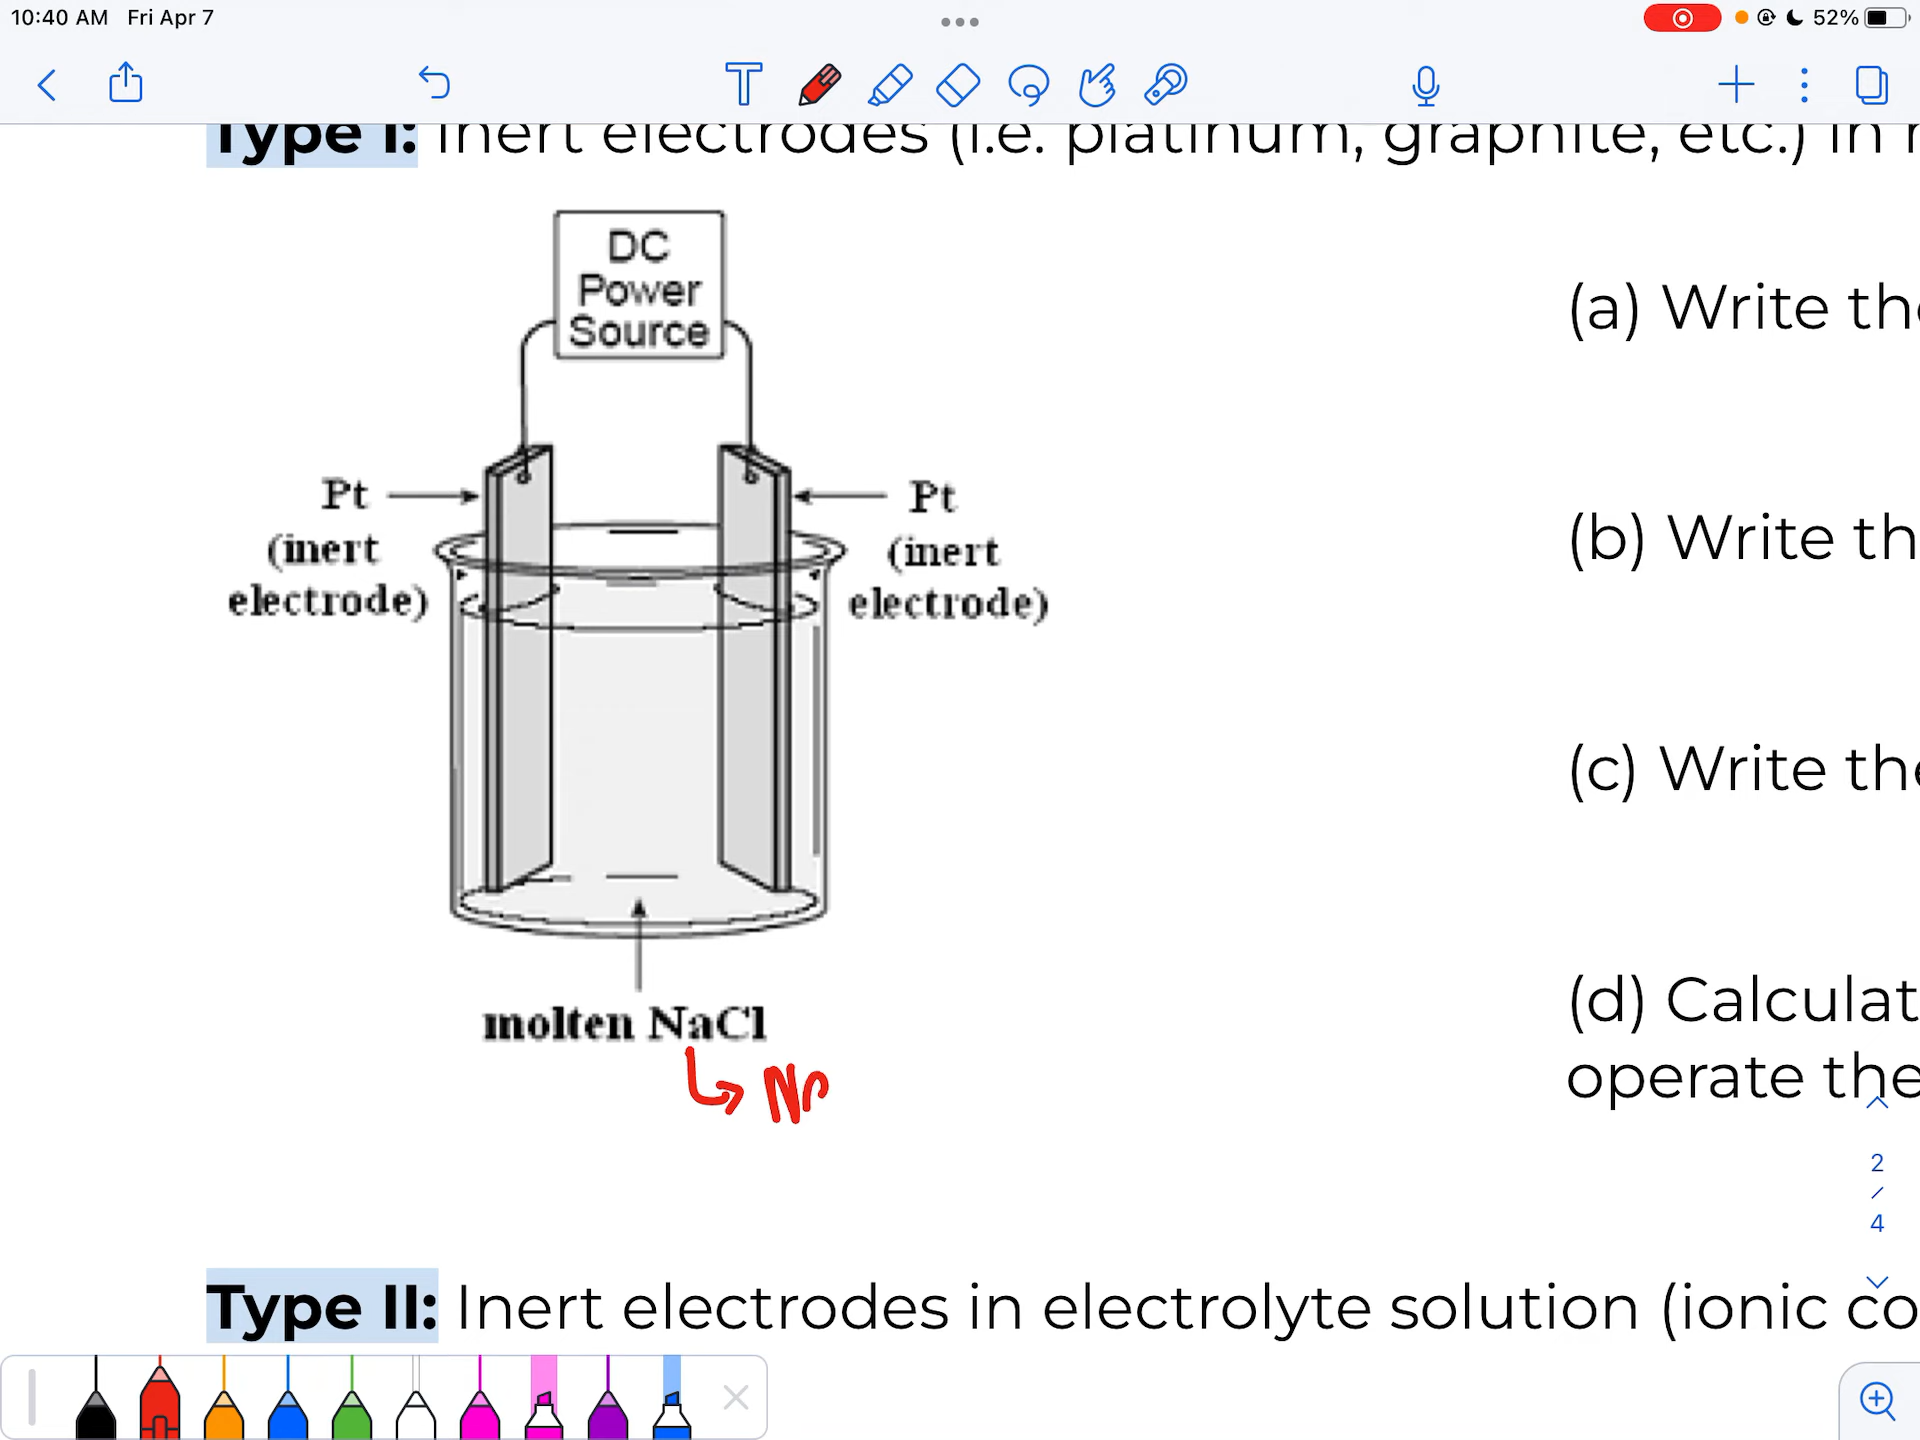 10:40 AM Fri Apr 7
52%
Type I: Inert electrodes (i.e. platinum, graphite, etc.) in
DC
Power
Source
(a) Write the
Pt
Pt
(b) Write th
(inert
electrode)
(inert
electrode)
(c) Write the
(d) Calculat
operate the
molten NaCl
2
/
4
Type II: Inert electrodes in electrolyte solution (ionic co